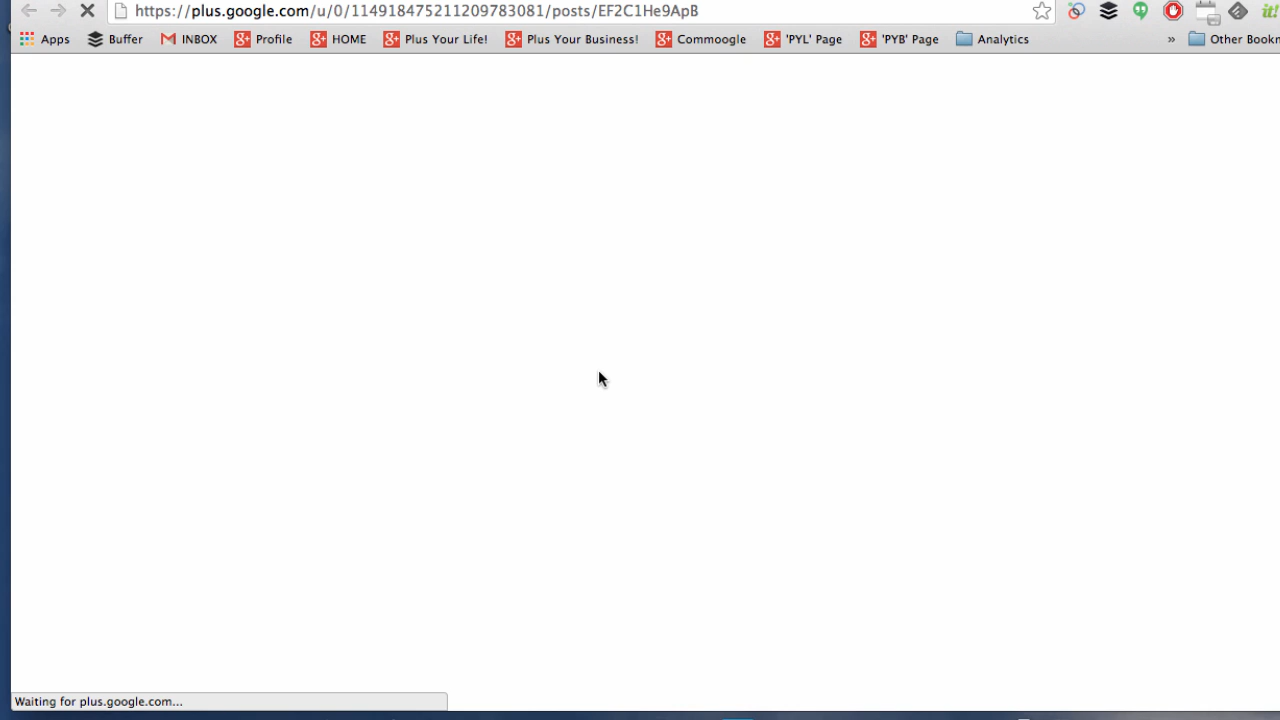 https://plus.google.com/u/0/114918475211209783081/posts/EF2C1He9ApB
Apps Buffer INBOX Profile HOME Plus Your Life! Plus Your Business! Commoogle 'PYL' Page 'PYB' Page Analytics » Other Bookm
Waiting for plus.google.com...